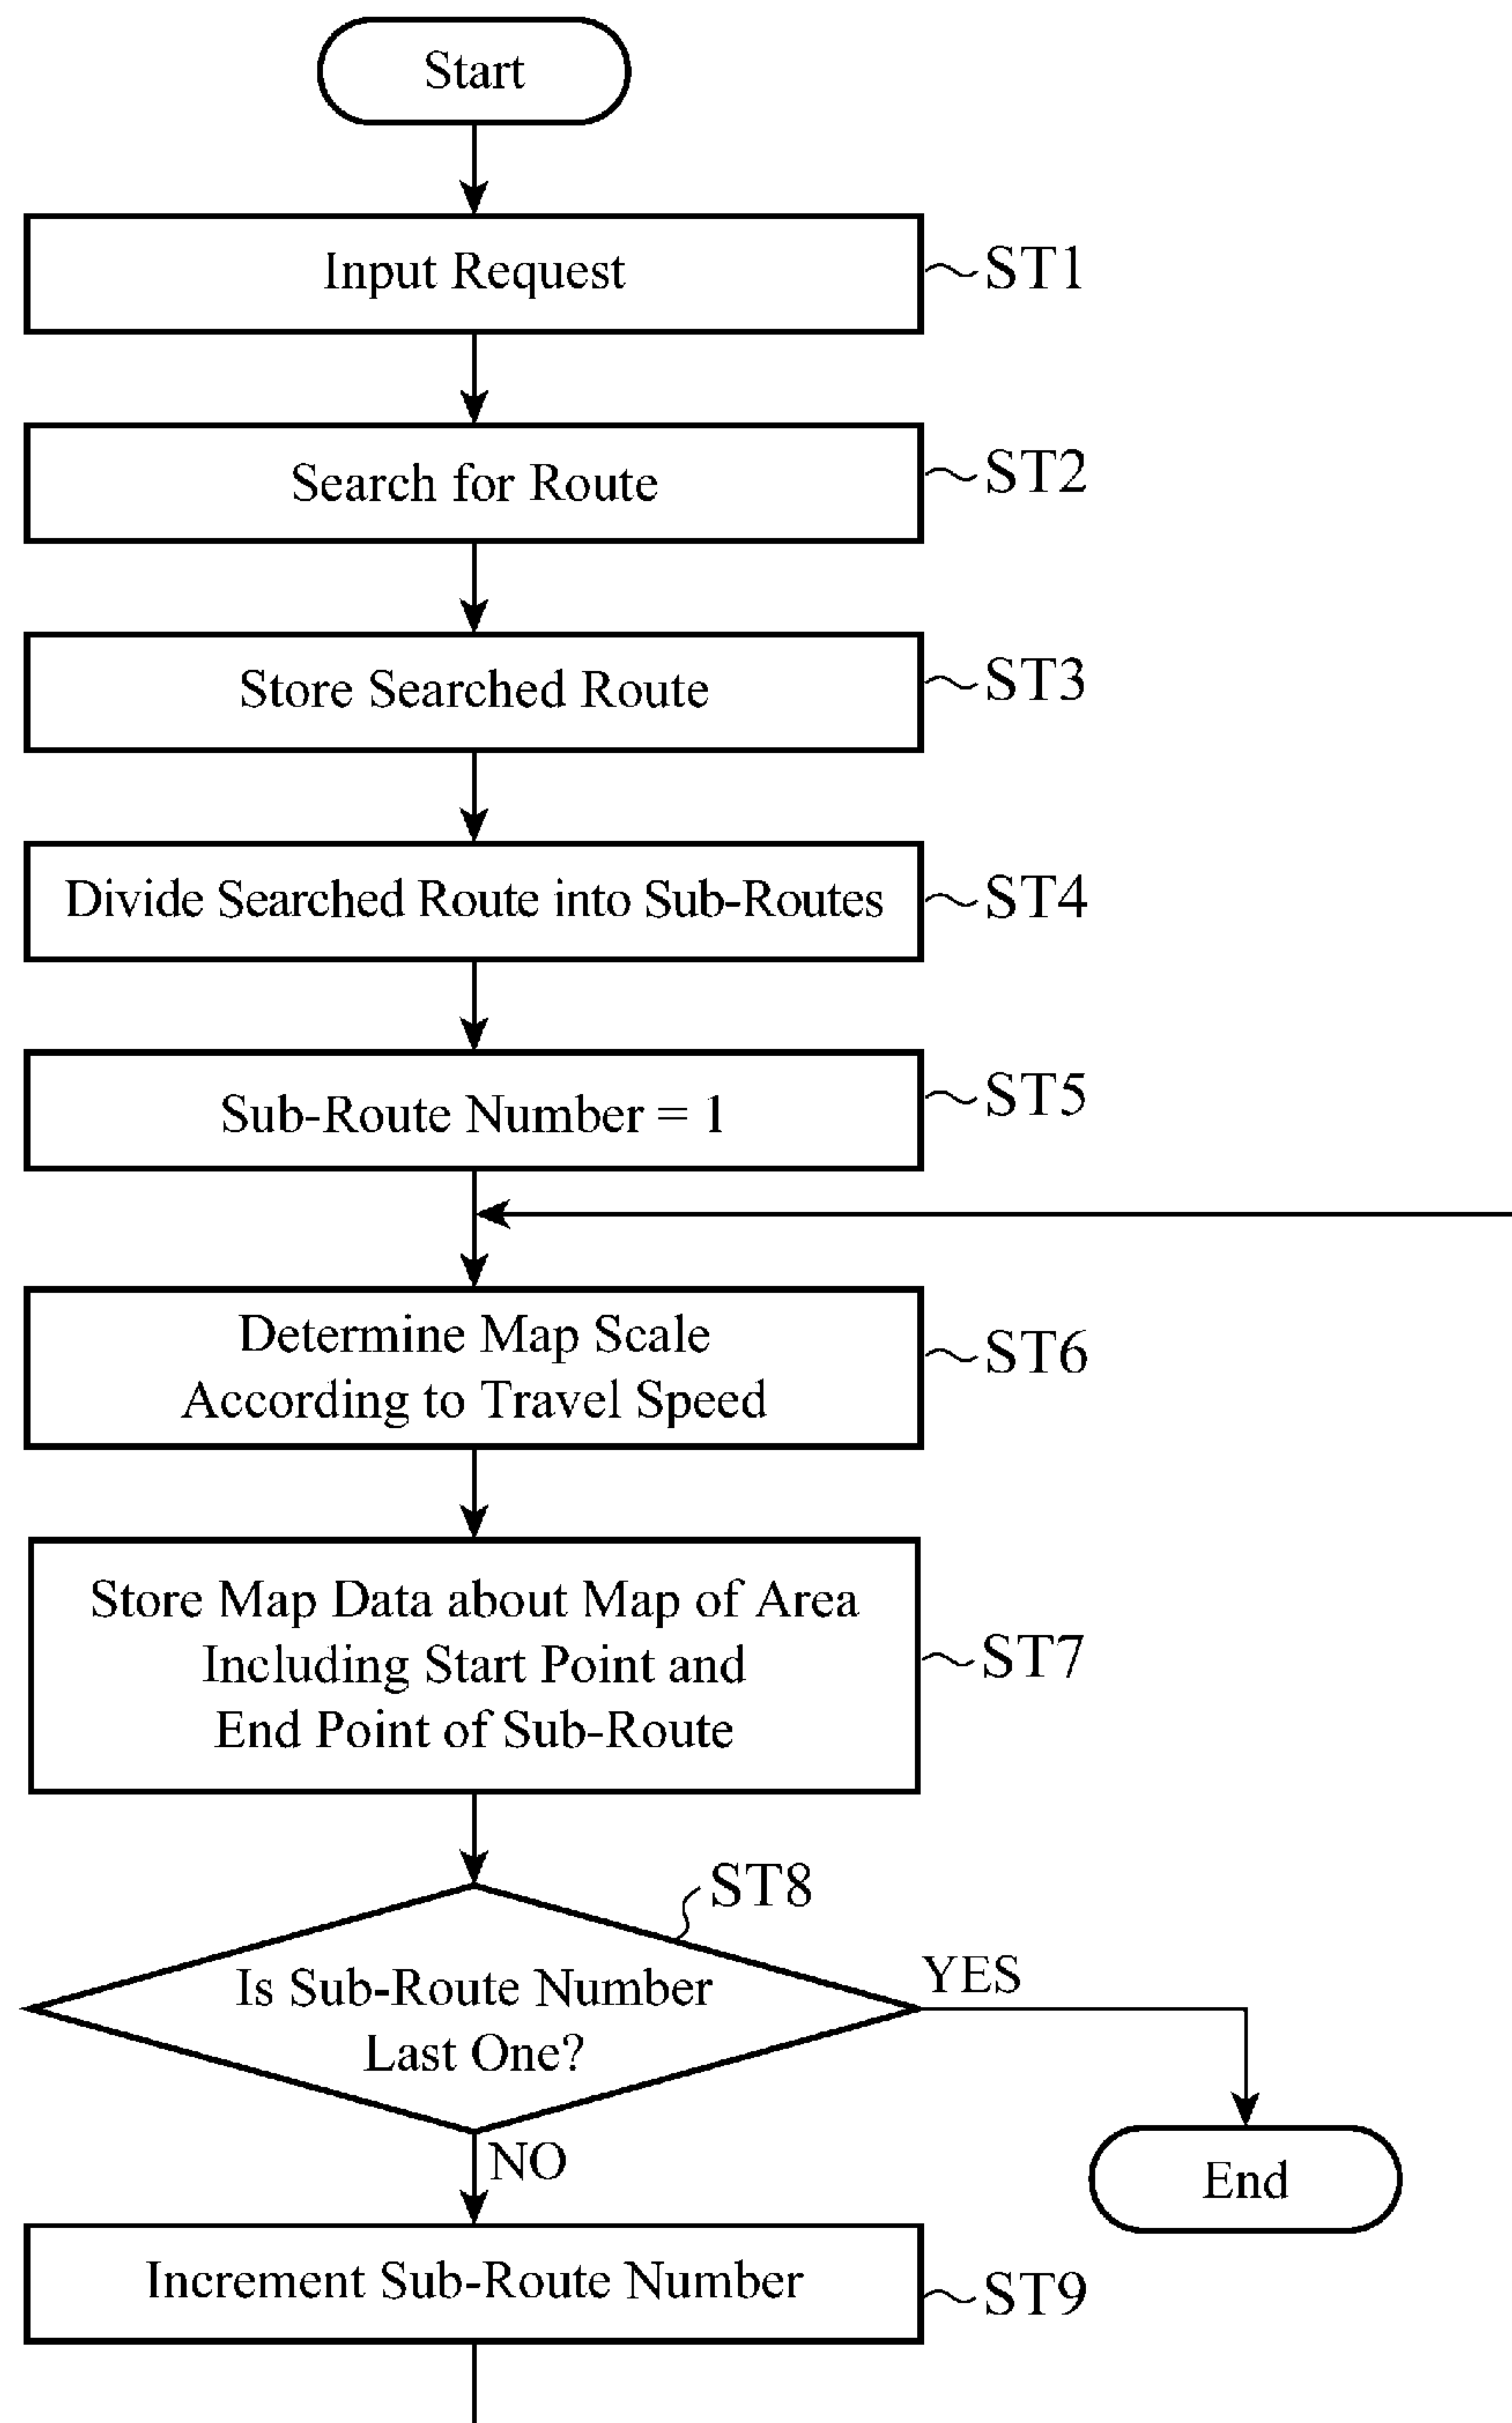 Start
Input Request
ST1
Search for Route
ST2
Store Searched Route
ST3
Divide Searched Route into Sub-Routes
ST4
Sub-Route Number = 1
ST5
Determine Map Scale
According to Travel Speed
ST6
Store Map Data about Map of Area
Including Start Point and
End Point of Sub-Route
ST7
ST8
Is Sub-Route Number
Last One?
YES
NO
End
Increment Sub-Route Number
ST9